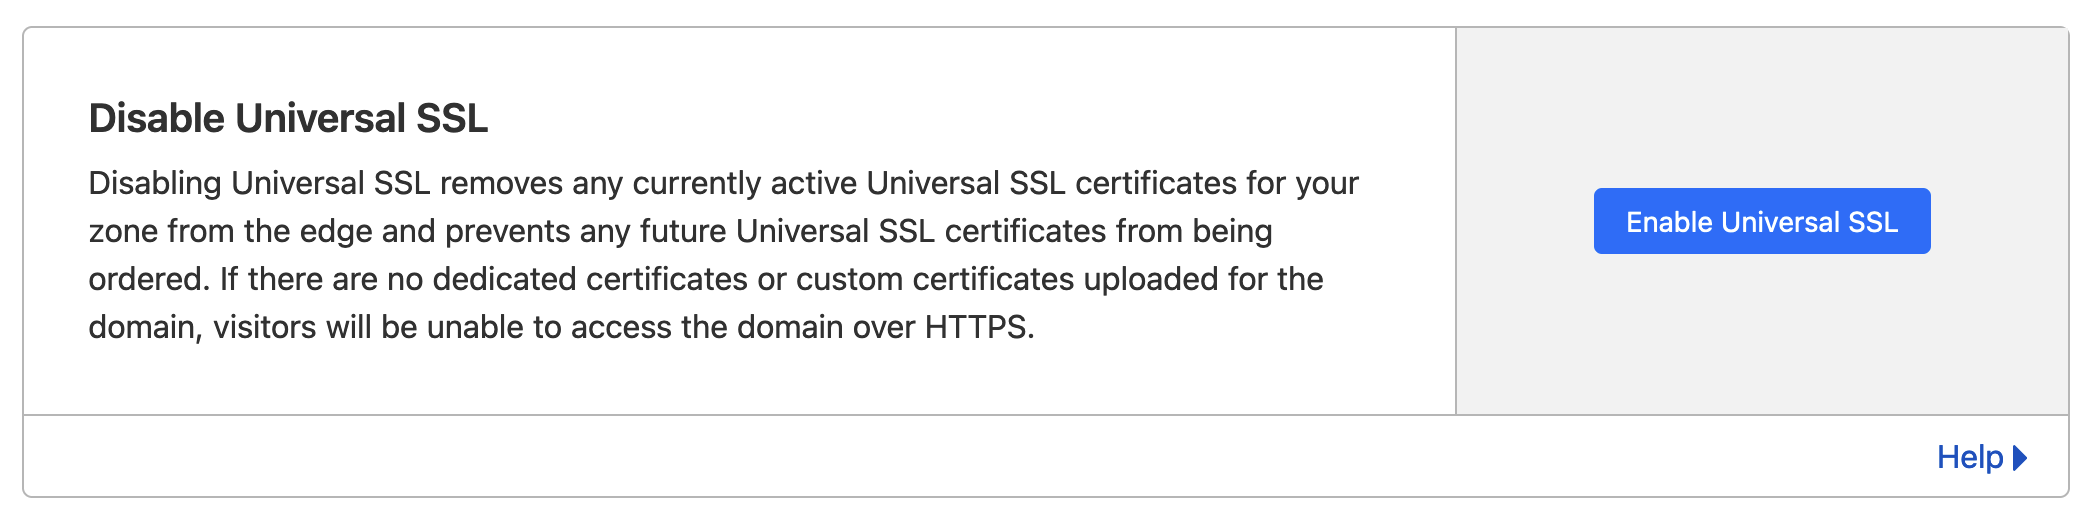 Disable Universal SSL
Disabling Universal SSL removes any currently active Universal SSL certificates for your
zone from the edge and prevents any future Universal SSL certificates from being
ordered. If there are no dedicated certificates or custom certificates uploaded for the
domain, visitors will be unable to access the domain over HTTPS.
Enable Universal SSL
Help